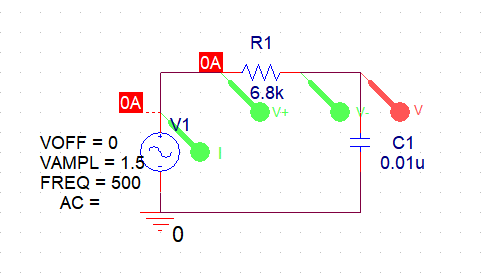 R1
0A
6.8k
0A
V+
V-
V
V1
I
C1
0.01u
VOFF = 0
VAMPL = 1.5
FREQ = 500
AC =
0